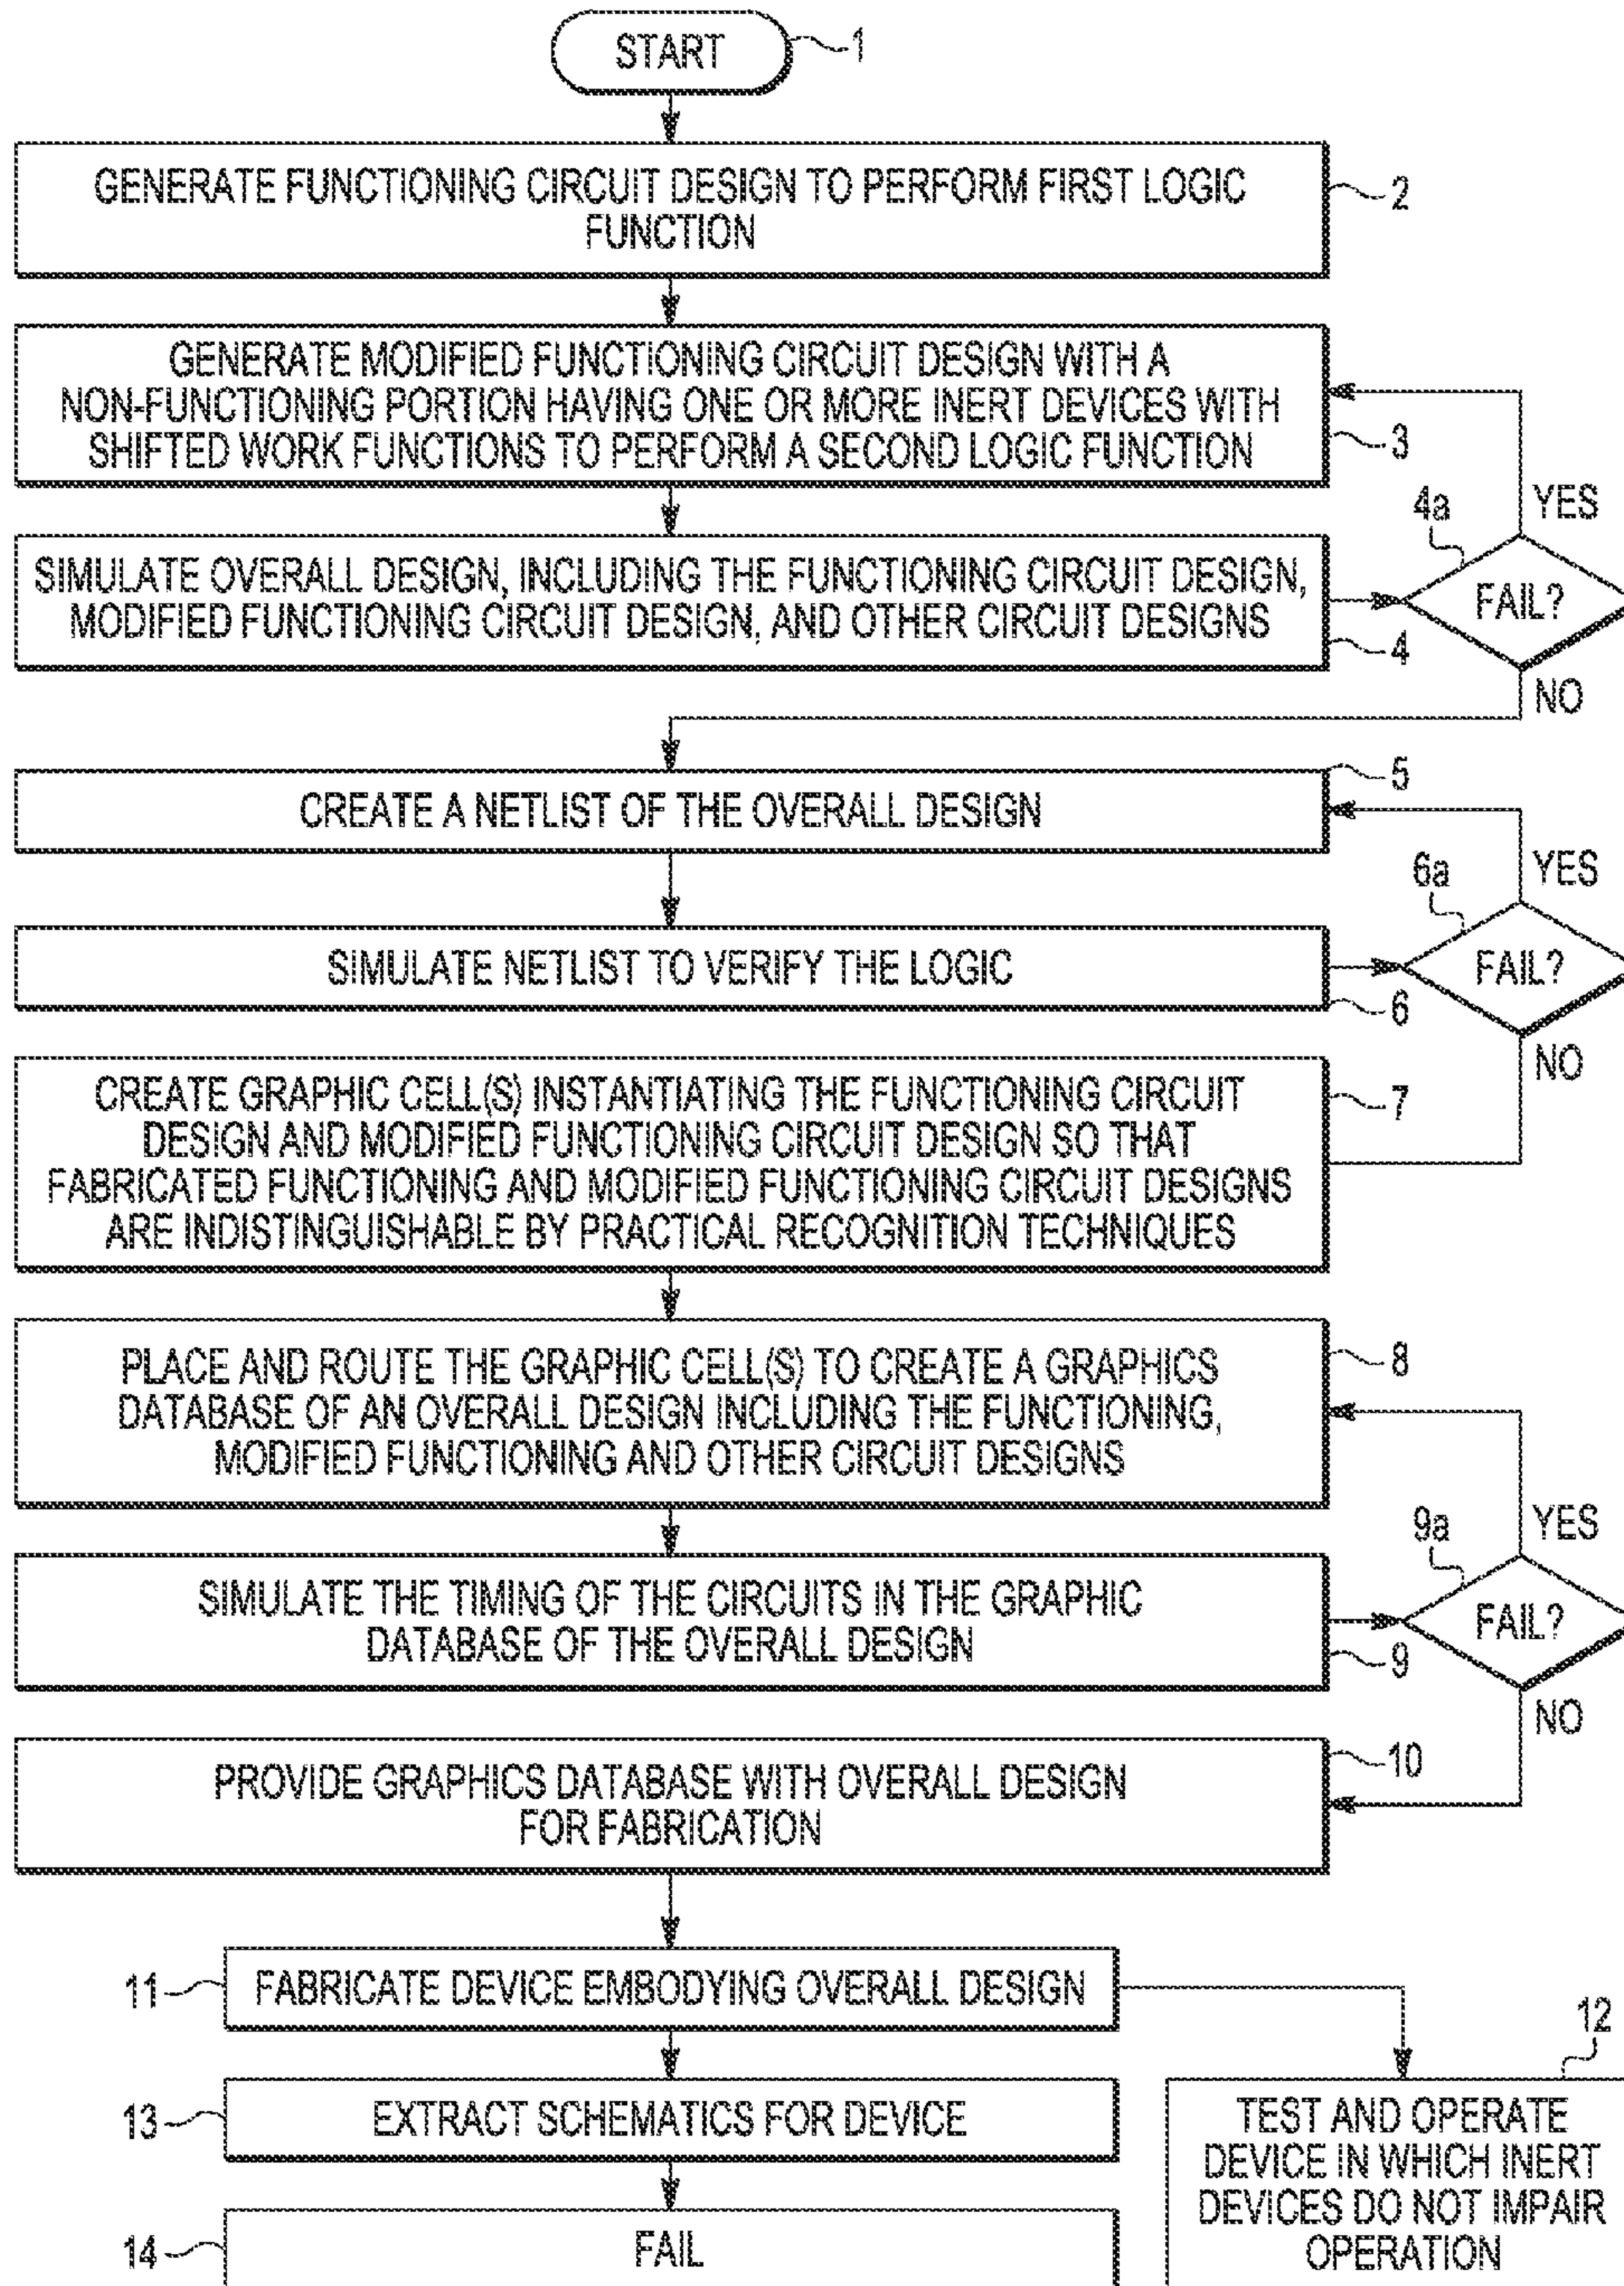 START
1
GENERATE FUNCTIONING CIRCUIT DESIGN TO PERFORM FIRST LOGIC
FUNCTION
2
GENERATE MODIFIED FUNCTIONING CIRCUIT DESIGN WITH A
NON-FUNCTIONING PORTION HAVING ONE OR MORE INERT DEVICES WITH
SHIFTED WORK FUNCTIONS TO PERFORM A SECOND LOGIC FUNCTION
3
4a
YES
SIMULATE OVERALL DESIGN, INCLUDING THE FUNCTIONING CIRCUIT DESIGN,
MODIFIED FUNCTIONING CIRCUIT DESIGN, AND OTHER CIRCUIT DESIGNS
4
FAIL?
NO
5
CREATE A NETLIST OF THE OVERALL DESIGN
6a
YES
SIMULATE NETLIST TO VERIFY THE LOGIC
6
FAIL?
NO
CREATE GRAPHIC CELL(S) INSTANTIATING THE FUNCTIONING CIRCUIT
DESIGN AND MODIFIED FUNCTIONING CIRCUIT DESIGN SO THAT
FABRICATED FUNCTIONING AND MODIFIED FUNCTIONING CIRCUIT DESIGNS
ARE INDISTINGUISHABLE BY PRACTICAL RECOGNITION TECHNIQUES
7
PLACE AND ROUTE THE GRAPHIC CELL(S) TO CREATE A GRAPHICS
DATABASE OF AN OVERALL DESIGN INCLUDING THE FUNCTIONING,
MODIFIED FUNCTIONING AND OTHER CIRCUIT DESIGNS
8
9a
YES
SIMULATE THE TIMING OF THE CIRCUITS IN THE GRAPHIC
DATABASE OF THE OVERALL DESIGN
9
FAIL?
NO
PROVIDE GRAPHICS DATABASE WITH OVERALL DESIGN
FOR FABRICATION
10
11
FABRICATE DEVICE EMBODYING OVERALL DESIGN
12
13
EXTRACT SCHEMATICS FOR DEVICE
TEST AND OPERATE
DEVICE IN WHICH INERT
DEVICES DO NOT IMPAIR
OPERATION
14
FAIL